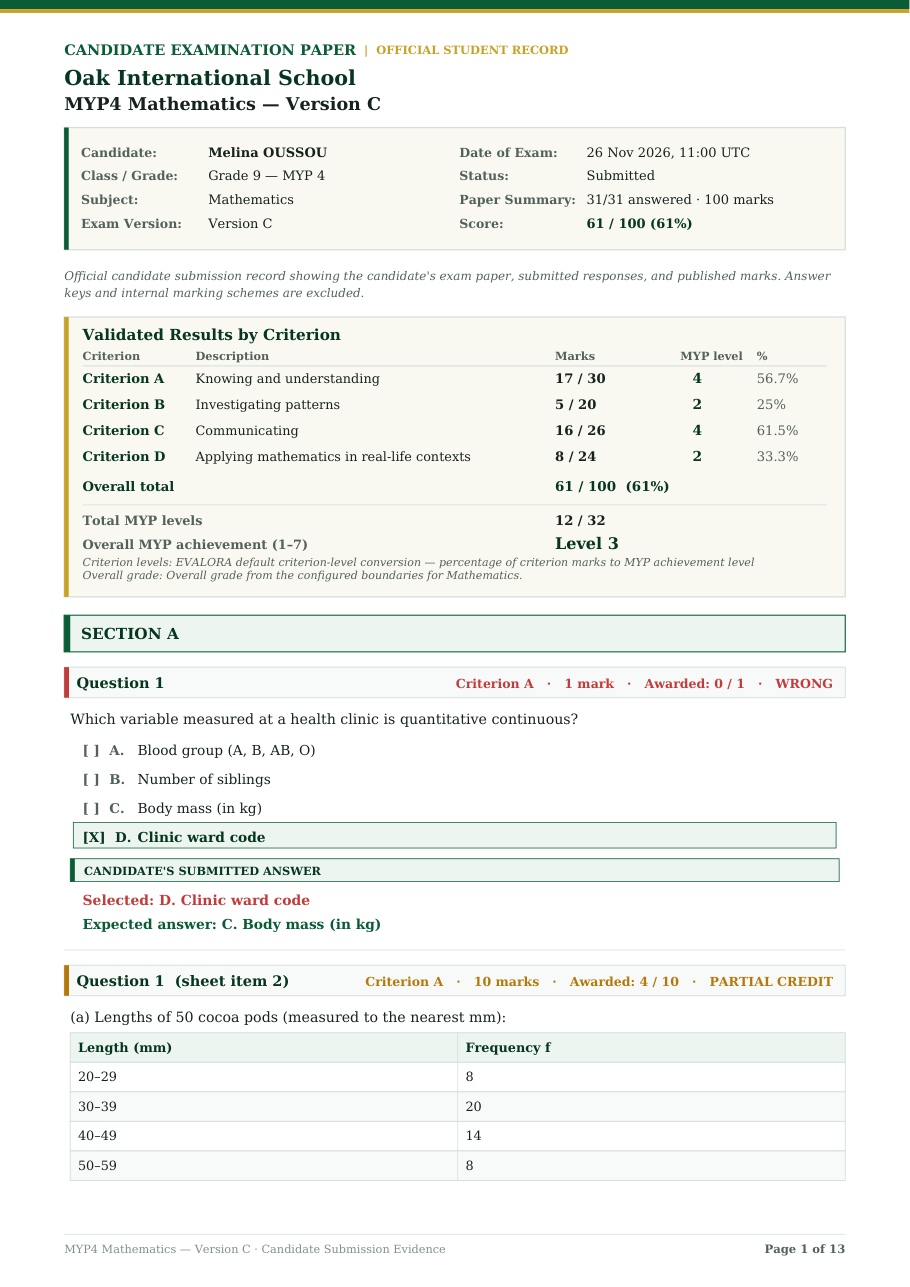 CANDIDATE EXAMINATION PAPER | OFFICIAL STUDENT RECORD
Oak International School
MYP4 Mathematics — Version C
Candidate: Melina OUSSOU Date of Exam: 26 Nov 2026, 11:00 UTC
Class / Grade: Grade 9 — MYP 4 Status: Submitted
Subject: Mathematics Paper Summary: 31/31 answered · 100 marks
Exam Version: Version C Score: 61 / 100 (61%)
Official candidate submission record showing the candidate's exam paper, submitted responses, and published marks. Answer
keys and internal marking schemes are excluded.
Validated Results by Criterion
Criterion Description Marks MYP level %
Criterion A Knowing and understanding 17 / 30 4 56.7%
Criterion B Investigating patterns 5 / 20 2 25%
Criterion C Communicating 16 / 26 4 61.5%
Criterion D Applying mathematics in real-life contexts 8 / 24 2 33.3%
Overall total 61 / 100 (61%)
Total MYP levels 12 / 32
Overall MYP achievement (1–7) Level 3
Criterion levels: EVALORA default criterion-level conversion — percentage of criterion marks to MYP achievement level
Overall grade: Overall grade from the configured boundaries for Mathematics.
SECTION A
Question 1 Criterion A · 1 mark · Awarded: 0 / 1 · WRONG
Which variable measured at a health clinic is quantitative continuous?
[ ] A. Blood group (A, B, AB, O)
[ ] B. Number of siblings
[ ] C. Body mass (in kg)
[X] D. Clinic ward code
CANDIDATE'S SUBMITTED ANSWER
Selected: D. Clinic ward code
Expected answer: C. Body mass (in kg)
Question 1 (sheet item 2) Criterion A · 10 marks · Awarded: 4 / 10 · PARTIAL CREDIT
(a) Lengths of 50 cocoa pods (measured to the nearest mm):
Length (mm) Frequency f
20–29 8
30–39 20
40–49 14
50–59 8
MYP4 Mathematics — Version C · Candidate Submission Evidence Page 1 of 13